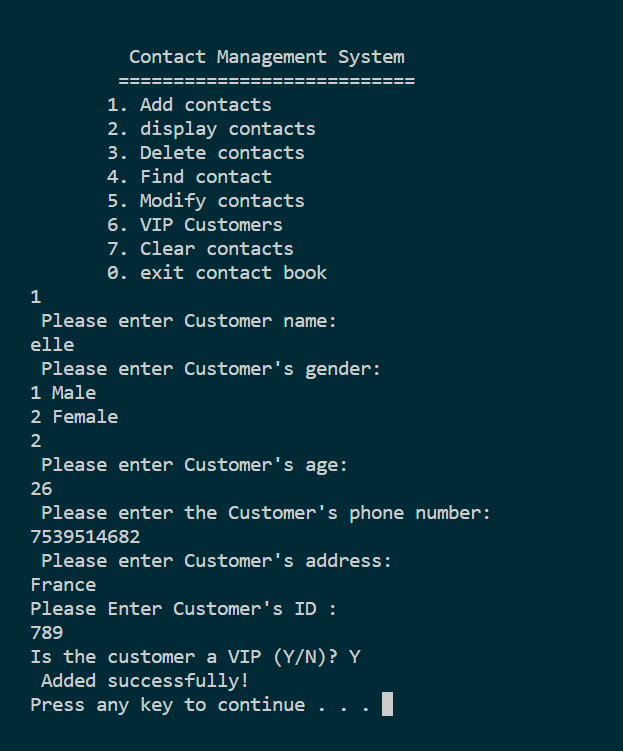 Contact Management System
===========================
1. Add contacts
2. display contacts
3. Delete contacts
4. Find contact
5. Modify contacts
6. VIP Customers
7. Clear contacts
0. exit contact book
1
Please enter Customer name:
elle
Please enter Customer's gender:
1 Male
2 Female
2
Please enter Customer's age:
26
Please enter the Customer's phone number:
7539514682
Please enter Customer's address:
France
Please Enter Customer's ID :
789
Is the customer a VIP (Y/N)? Y
Added successfully!
Press any key to continue . . .